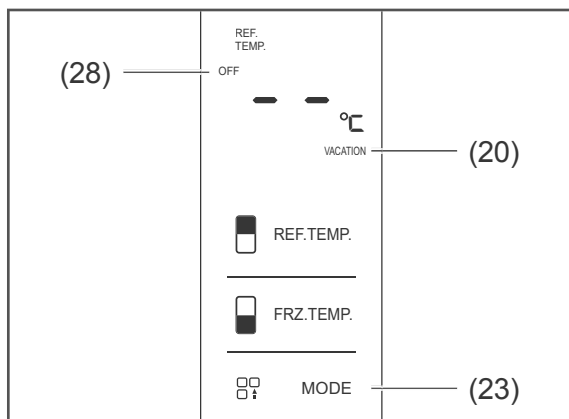 REF.
TEMP.
(28)
OFF
- -
°C
VACATION
(20)
REF.TEMP.
FRZ.TEMP.
MODE
(23)